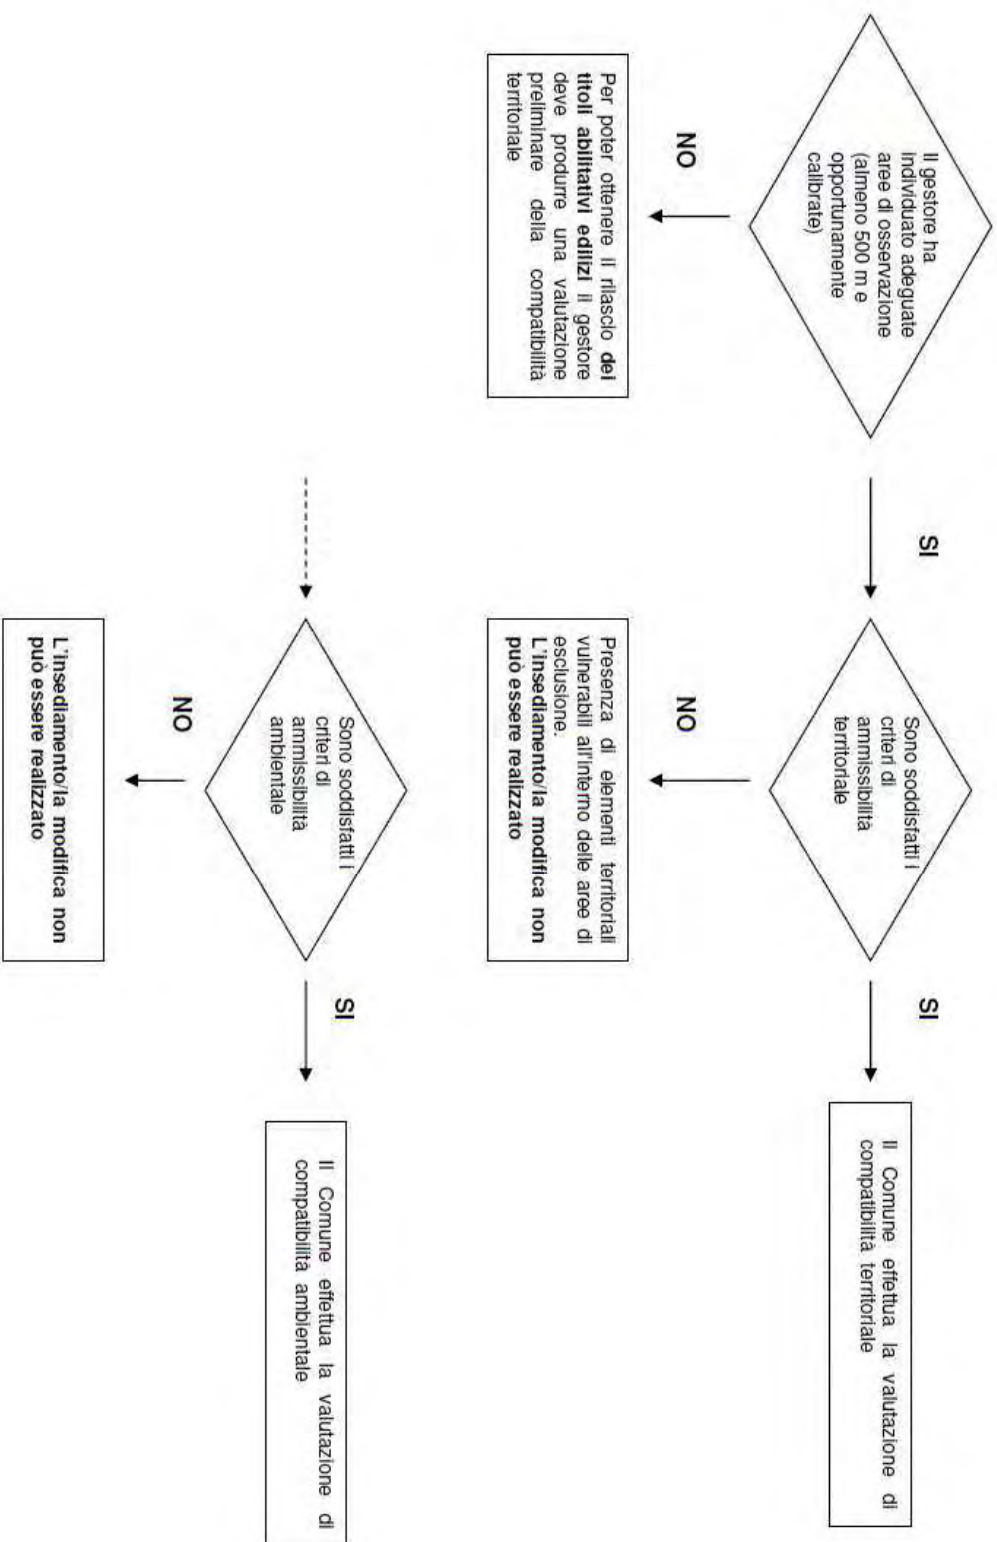 Il gestore ha
individuato adeguate
aree di osservazione
(almeno 500 m e
opportunamente
calibrate)
SI
NO
Per poter ottenere il rilascio dei
titoli abilitativi edilizi il gestore
deve produrre una valutazione
preliminare della compatibilità
territoriale
Sono soddisfatti i
criteri di
ammissibilità
territoriale
SI
NO
Presenza di elementi territoriali
vulnerabili all'interno delle aree di
esclusione.
L'insediamento/la modifica non
può essere realizzato
Il Comune effettua la valutazione di
compatibilità territoriale
Sono soddisfatti i
criteri di
ammissibilità
ambientale
SI
NO
L'insediamento/la modifica non
può essere realizzato
Il Comune effettua la valutazione di
compatibilità ambientale